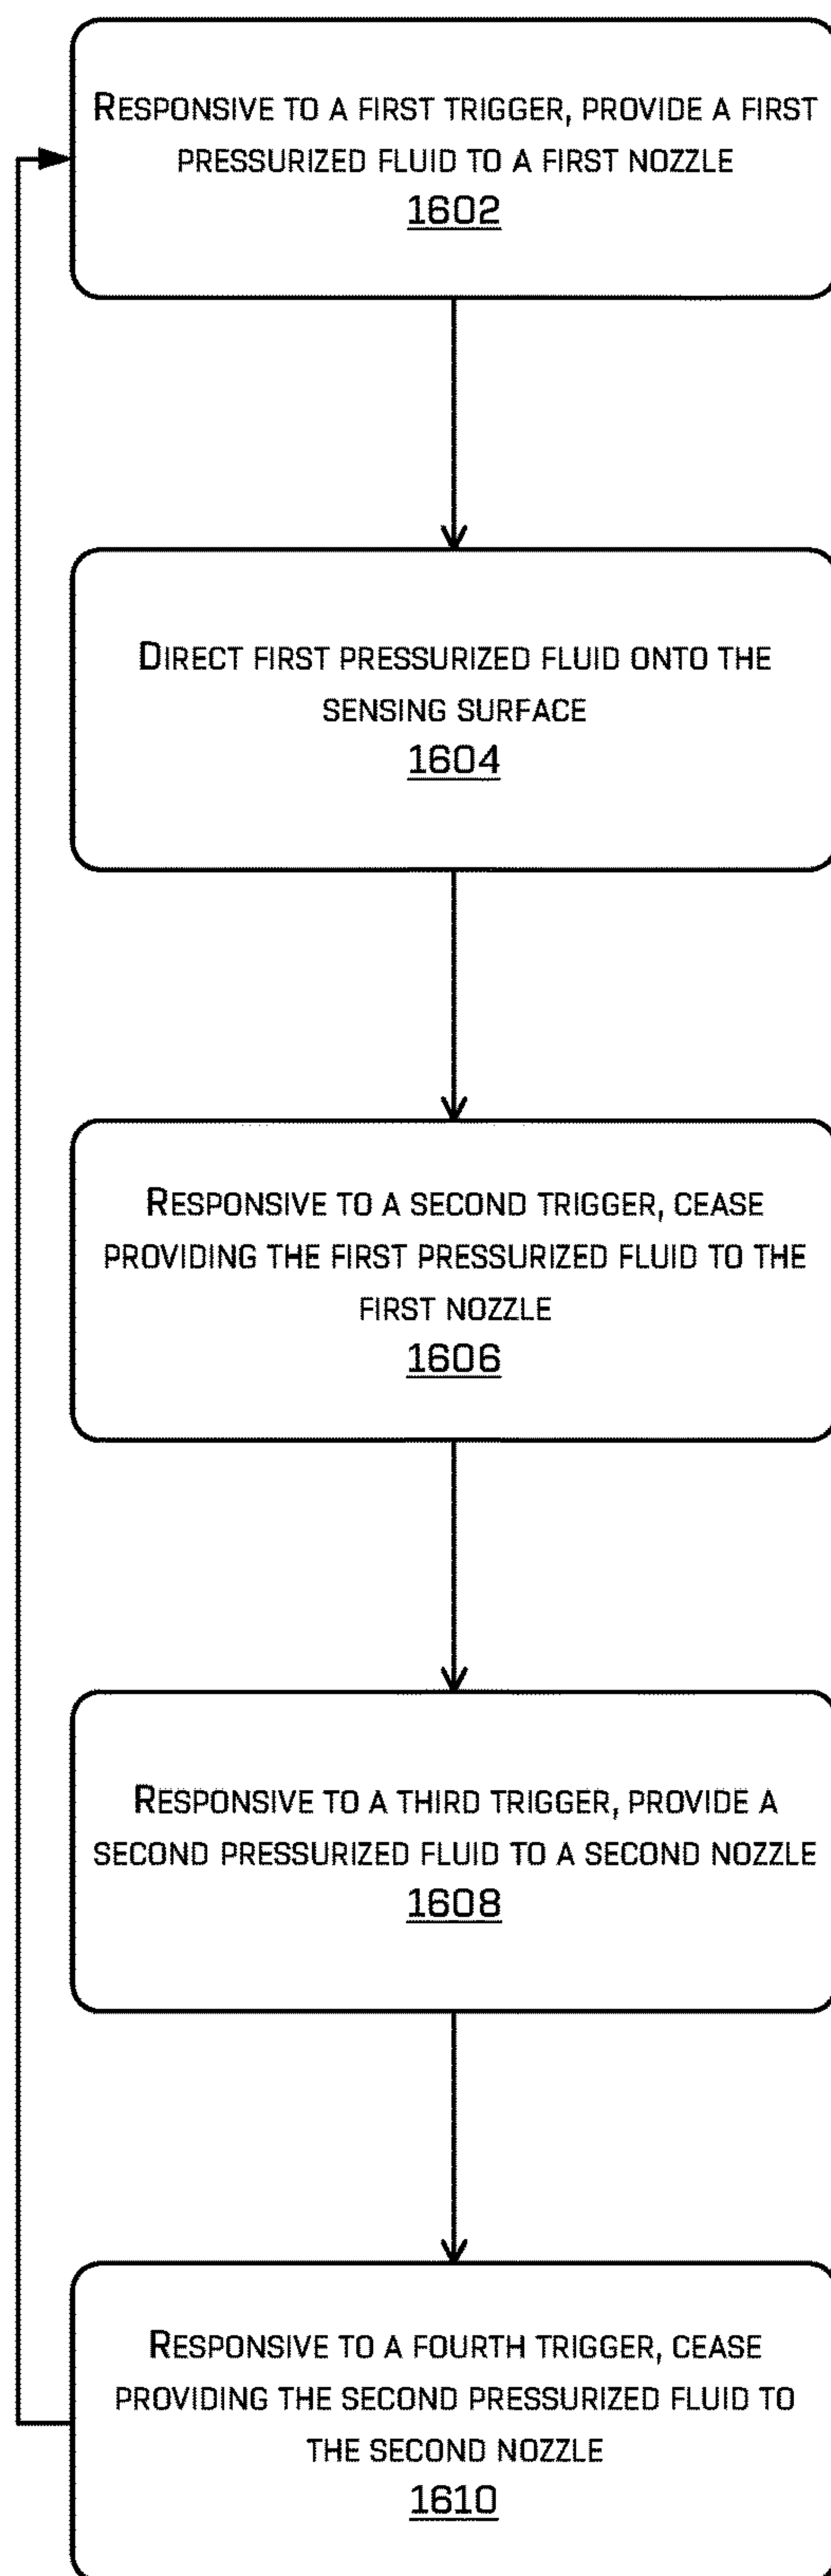 Responsive to a first trigger, provide a first
pressurized fluid to a first nozzle
1602
Direct first pressurized fluid onto the
sensing surface
1604
Responsive to a second trigger, cease
providing the first pressurized fluid to the
first nozzle
1606
Responsive to a third trigger, provide a
second pressurized fluid to a second nozzle
1608
Responsive to a fourth trigger, cease
providing the second pressurized fluid to
the second nozzle
1610